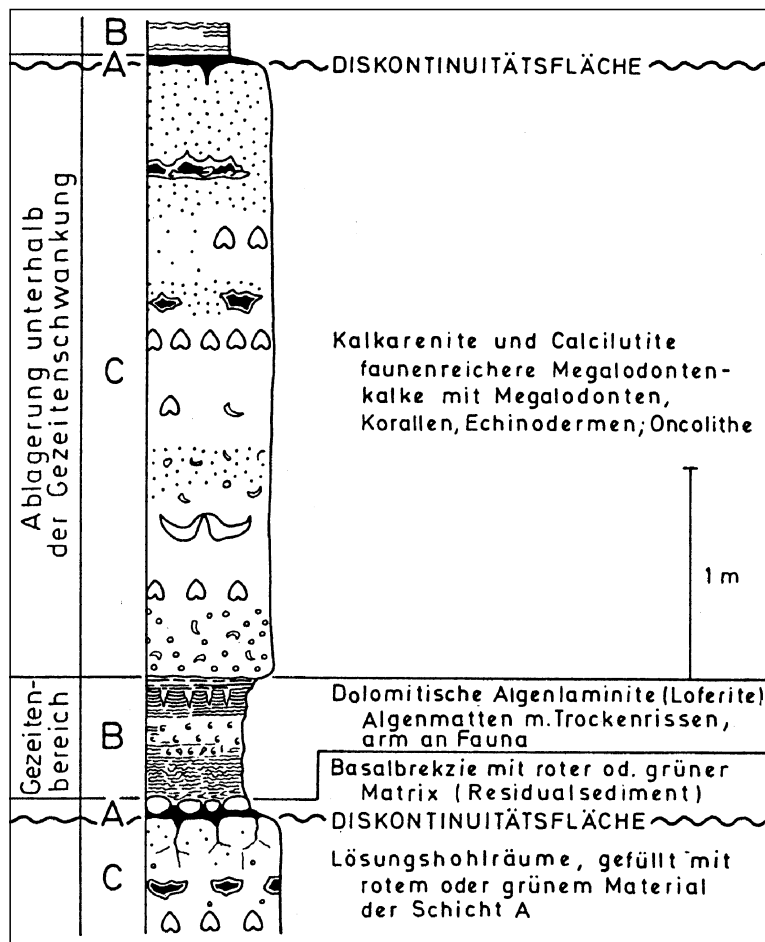 B
A DISKONTINUITÄTSFLÄCHE
Ablagerung unterhalb
der Gezeitenschwankung
C
Kalkarenite und Calcilutite
faunenreichere Megalodonten-
kalke mit Megalodonten,
Korallen, Echinodermen; Oncolithe
1 m
Gezeiten-
bereich
B
Dolomitische Algenlaminite (Loferite)
Algenmatten m. Trockenrissen,
arm an Fauna
Basalbrekzie mit roter od. grüner
Matrix (Residualsediment)
A DISKONTINUITÄTSFLÄCHE
C
Lösungshohlräume, gefüllt mit
rotem oder grünem Material
der Schicht A